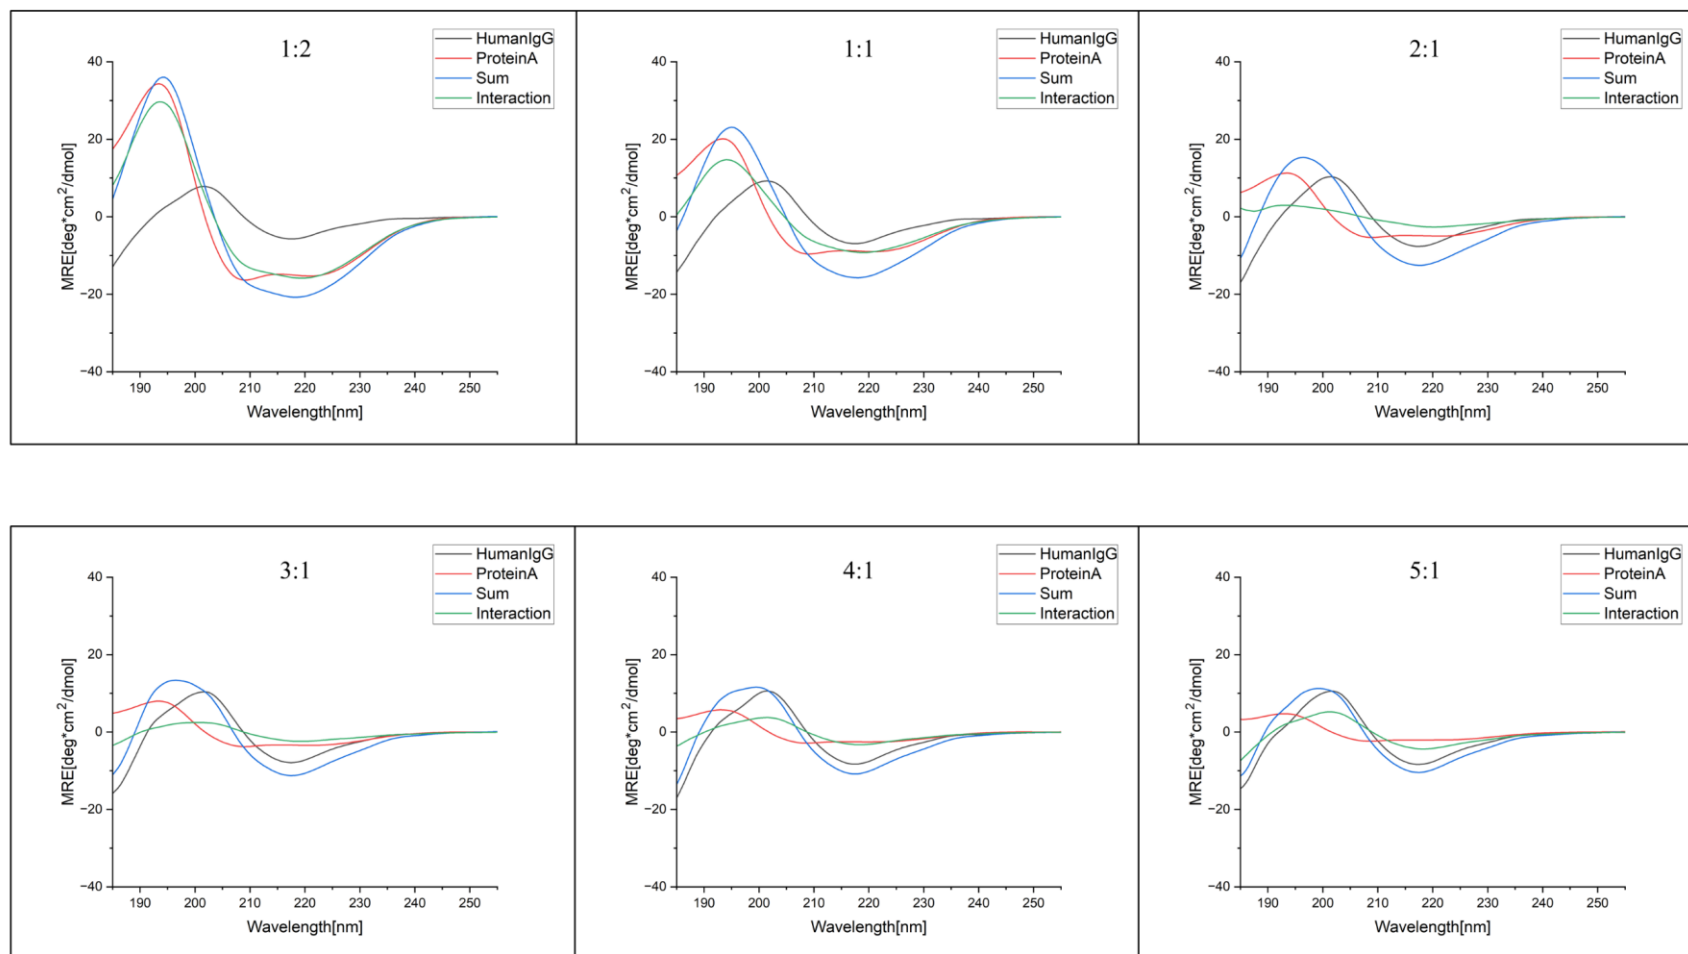 1:2
HumanIgG
ProteinA
Sum
Interaction
40
20
0
−20
−40
MRE[deg*cm²/dmol]
190 200 210 220 230 240 250
Wavelength[nm]
1:1
HumanIgG
ProteinA
Sum
Interaction
40
20
0
−20
−40
MRE[deg*cm²/dmol]
190 200 210 220 230 240 250
Wavelength[nm]
2:1
HumanIgG
ProteinA
Sum
Interaction
40
20
0
−20
−40
MRE[deg*cm²/dmol]
190 200 210 220 230 240 250
Wavelength[nm]
3:1
HumanIgG
ProteinA
Sum
Interaction
40
20
0
−20
−40
MRE[deg*cm²/dmol]
190 200 210 220 230 240 250
Wavelength[nm]
4:1
HumanIgG
ProteinA
Sum
Interaction
40
20
0
−20
−40
MRE[deg*cm²/dmol]
190 200 210 220 230 240 250
Wavelength[nm]
5:1
HumanIgG
ProteinA
Sum
Interaction
40
20
0
−20
−40
MRE[deg*cm²/dmol]
190 200 210 220 230 240 250
Wavelength[nm]